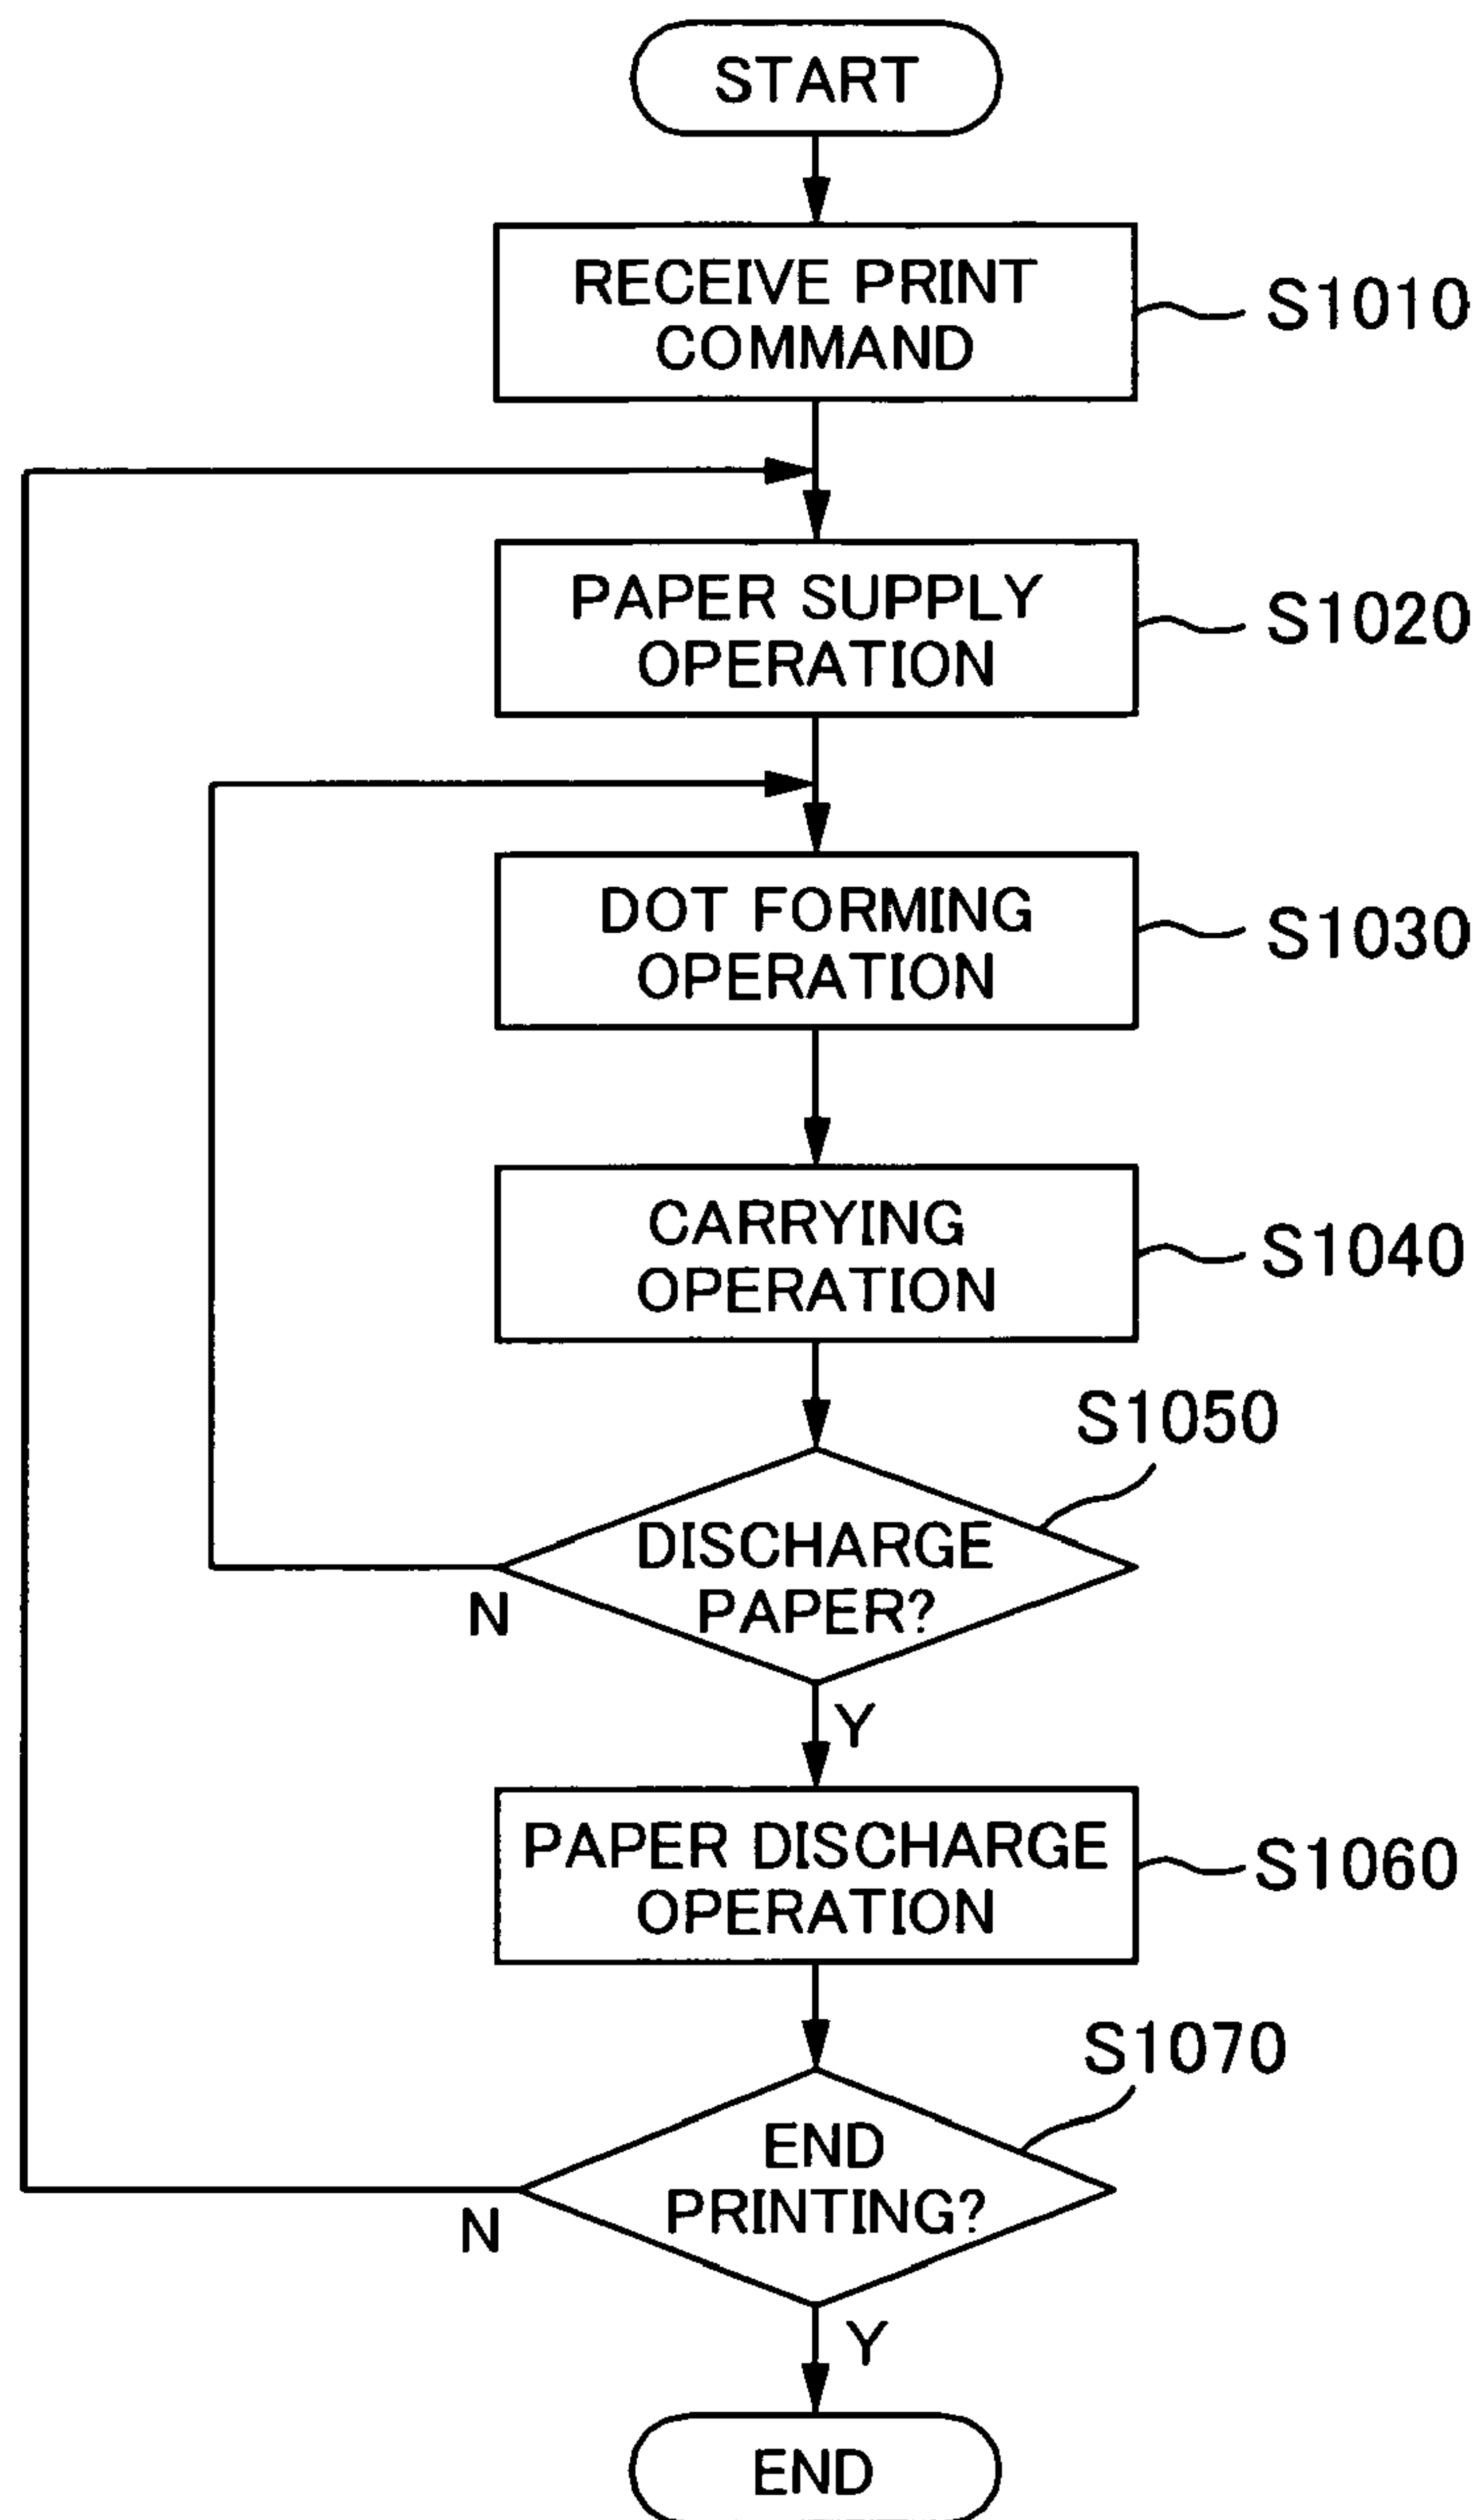 START
RECEIVE PRINT
COMMAND
S1010
PAPER SUPPLY
OPERATION
S1020
DOT FORMING
OPERATION
S1030
CARRYING
OPERATION
S1040
S1050
DISCHARGE
PAPER?
N
Y
PAPER DISCHARGE
OPERATION
S1060
S1070
END
PRINTING?
N
Y
END